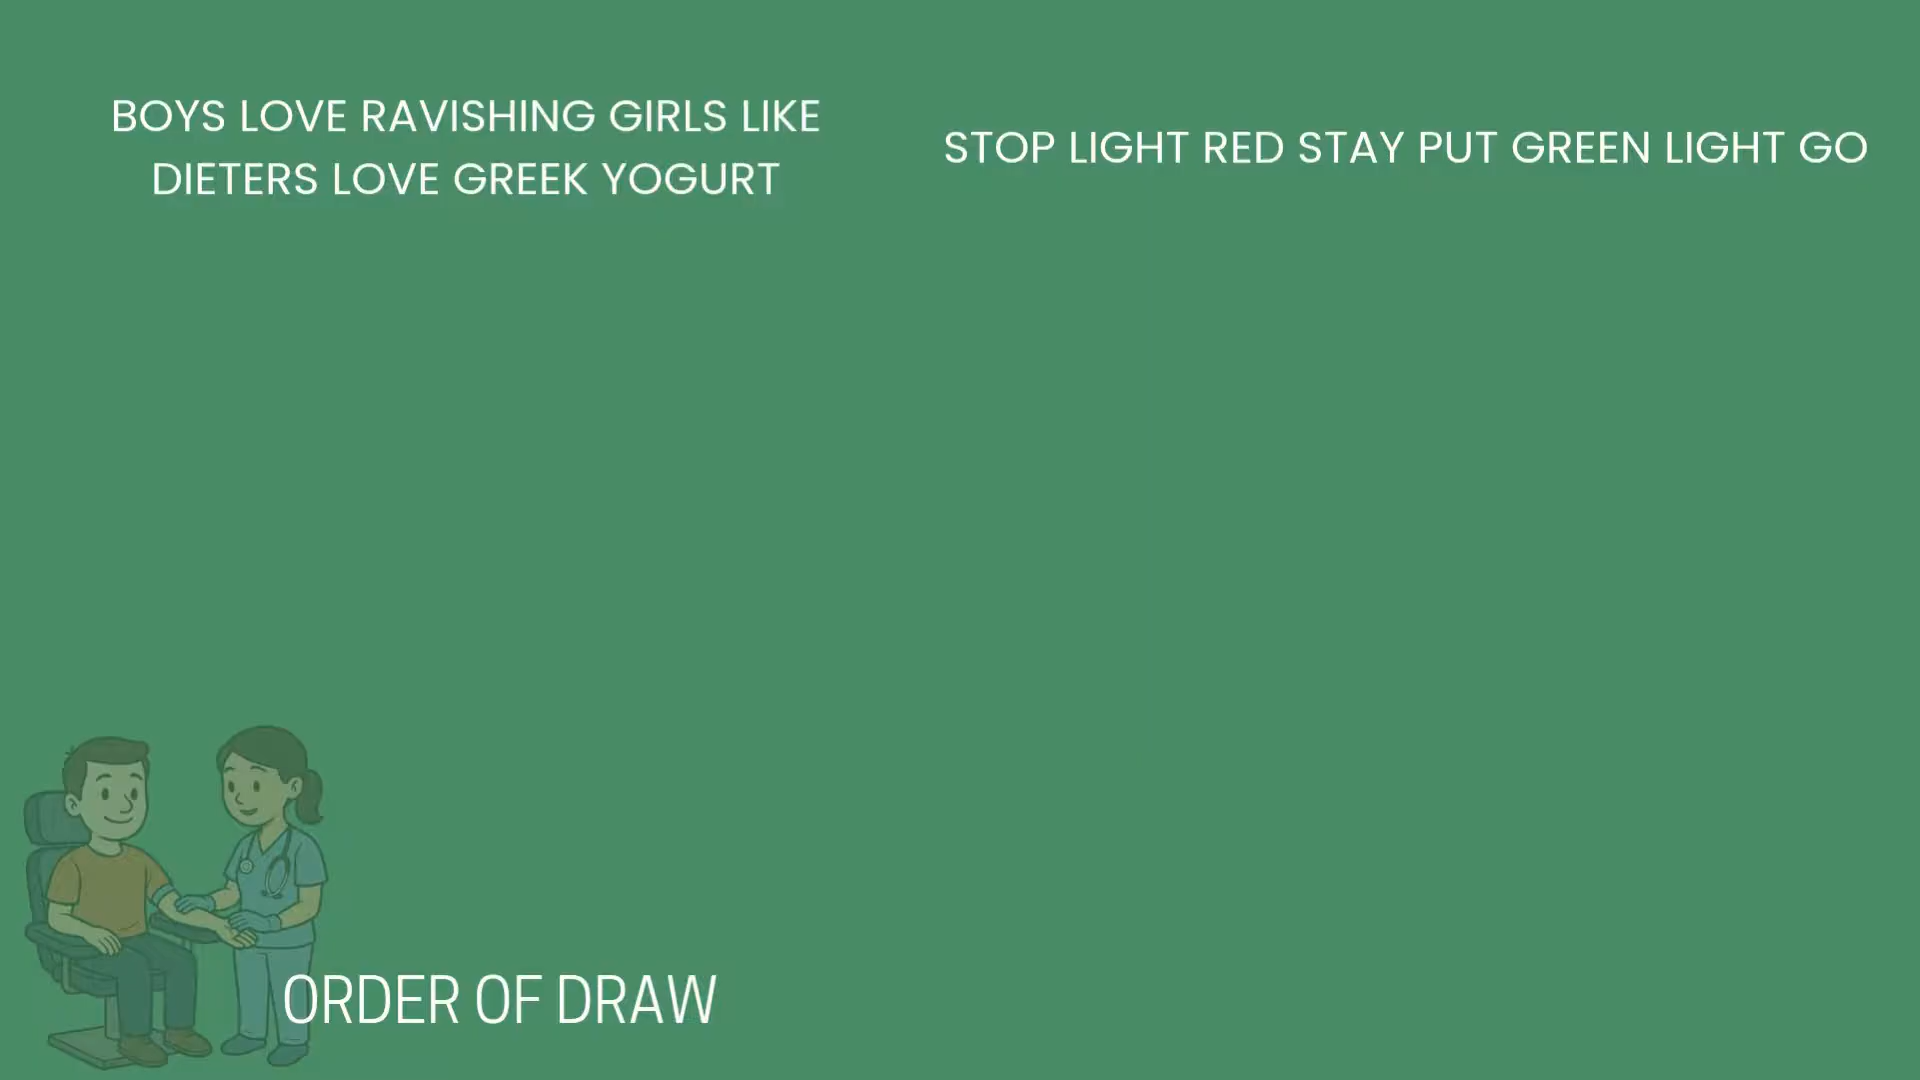 BOYS LOVE RAVISHING GIRLS LIKE
DIETERS LOVE GREEK YOGURT
STOP LIGHT RED STAY PUT GREEN LIGHT GO
ORDER OF DRAW